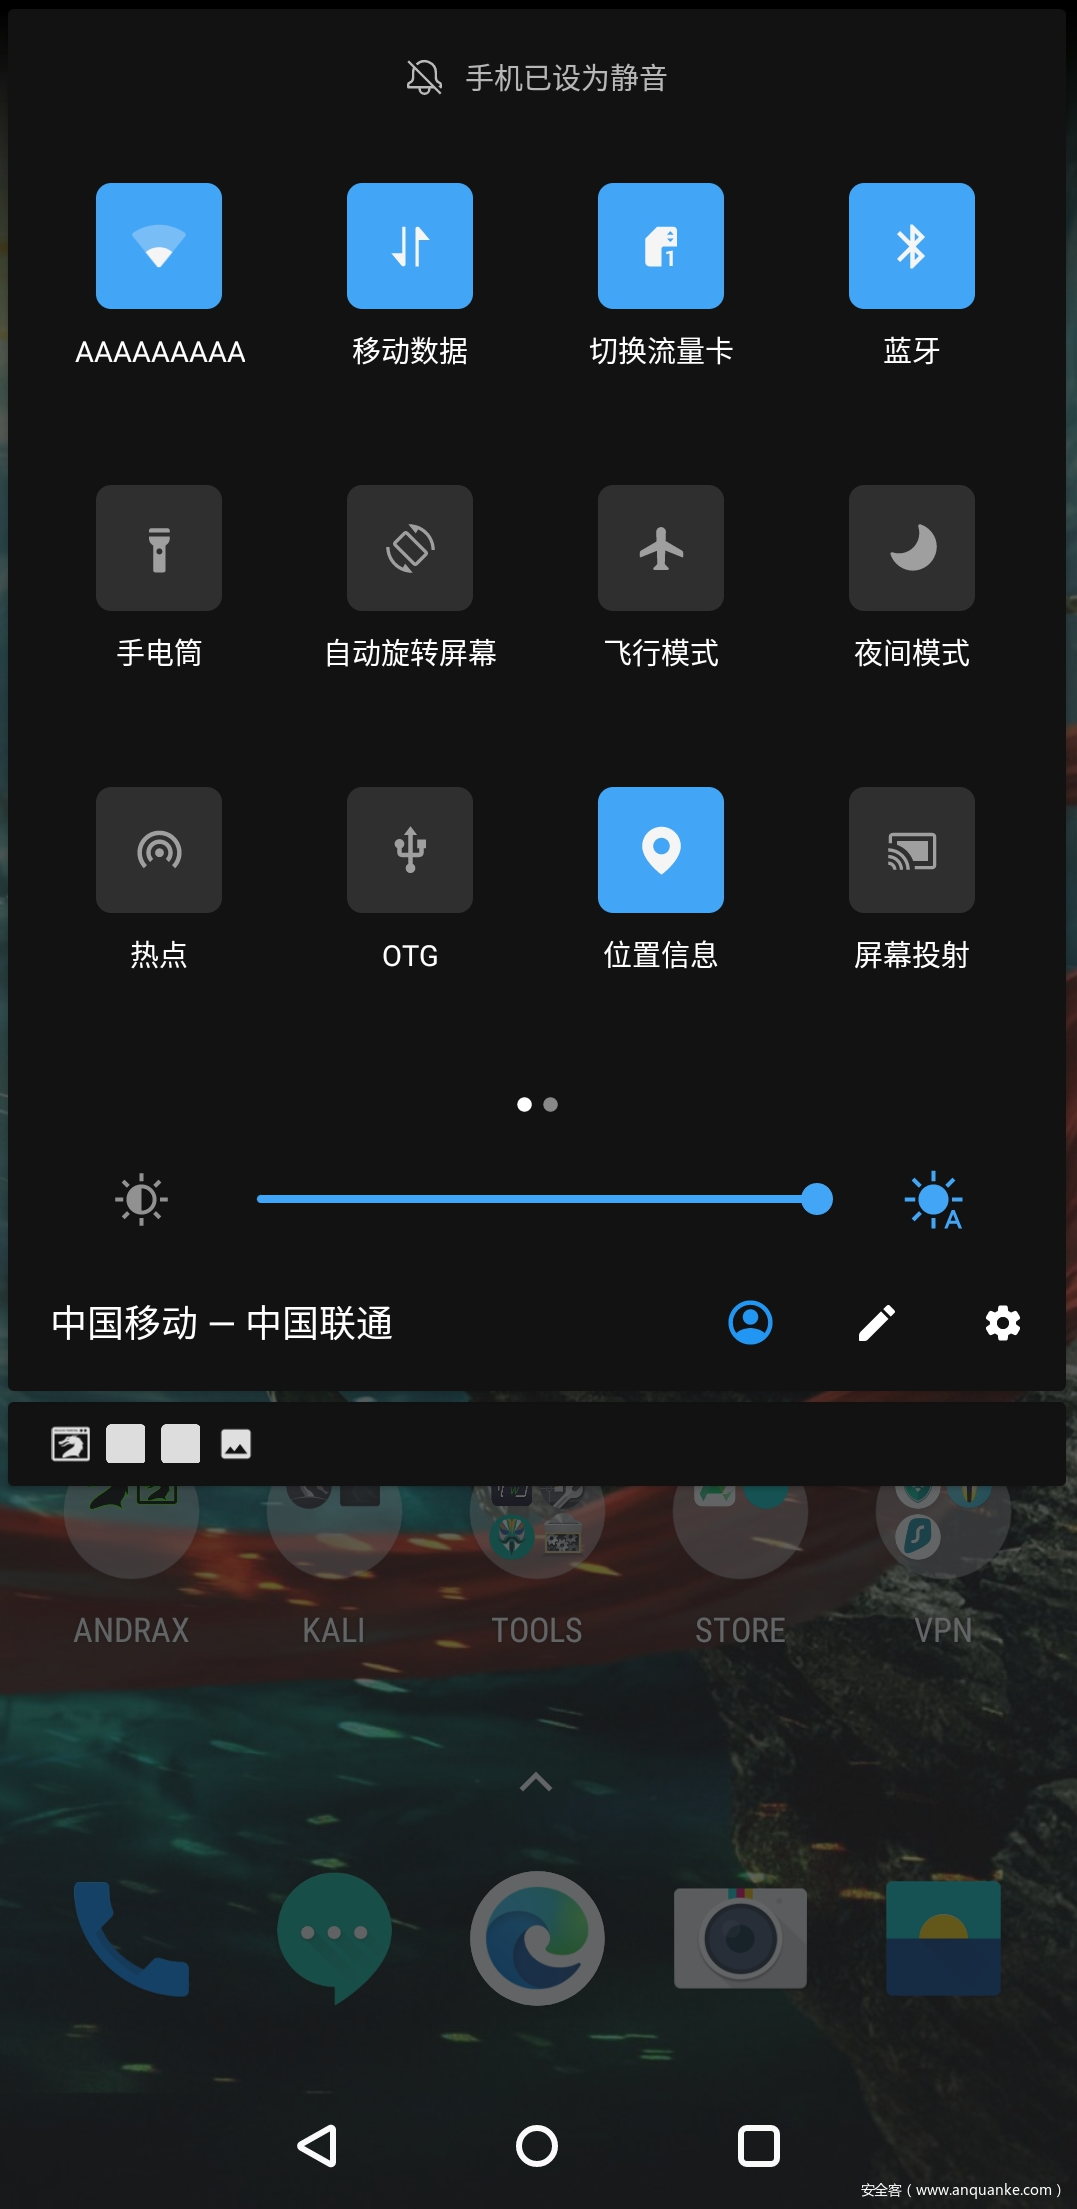 手机已设为静音
AAAAAAAAA 移动数据 切换流量卡 蓝牙
手电筒 自动旋转屏幕 飞行模式 夜间模式
热点 OTG 位置信息 屏幕投射
中国移动 — 中国联通
ANDRAX KALI TOOLS STORE VPN
安全客 ( www.anquanke.com )